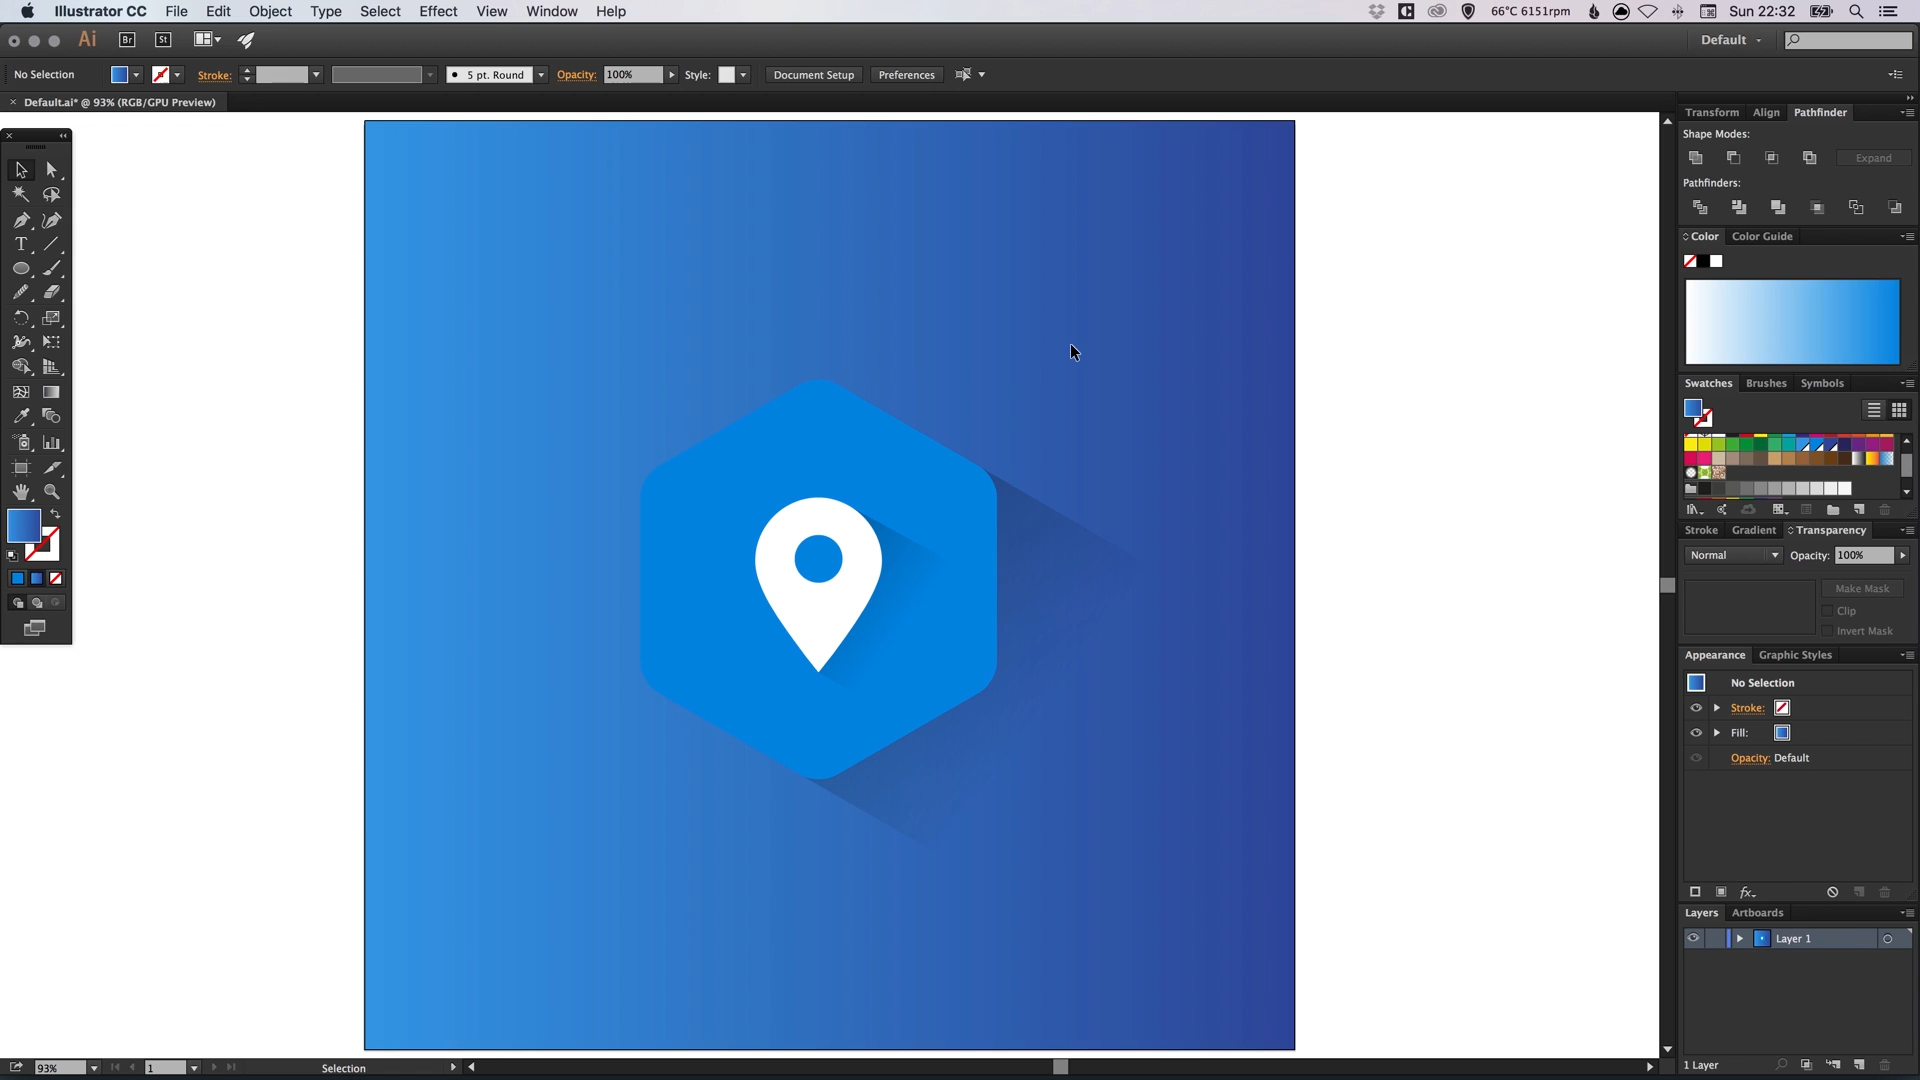 Illustrator CC File Edit Object Type Select Effect View Window Help 66°C 6151rpm Sun 22:32
Ai Br St Default
No Selection Stroke: 5 pt. Round Opacity: 100% Style: Document Setup Preferences
Default.ai* @ 93% (RGB/GPU Preview)
Transform Align Pathfinder
Shape Modes:
Expand
Pathfinders:
Color Color Guide
Swatches Brushes Symbols
Stroke Gradient Transparency
Normal Opacity: 100%
Make Mask
Clip
Invert Mask
Appearance Graphic Styles
No Selection
Stroke:
Fill:
Opacity: Default
fx
Layers Artboards
Layer 1
93% 1 Selection 1 Layer